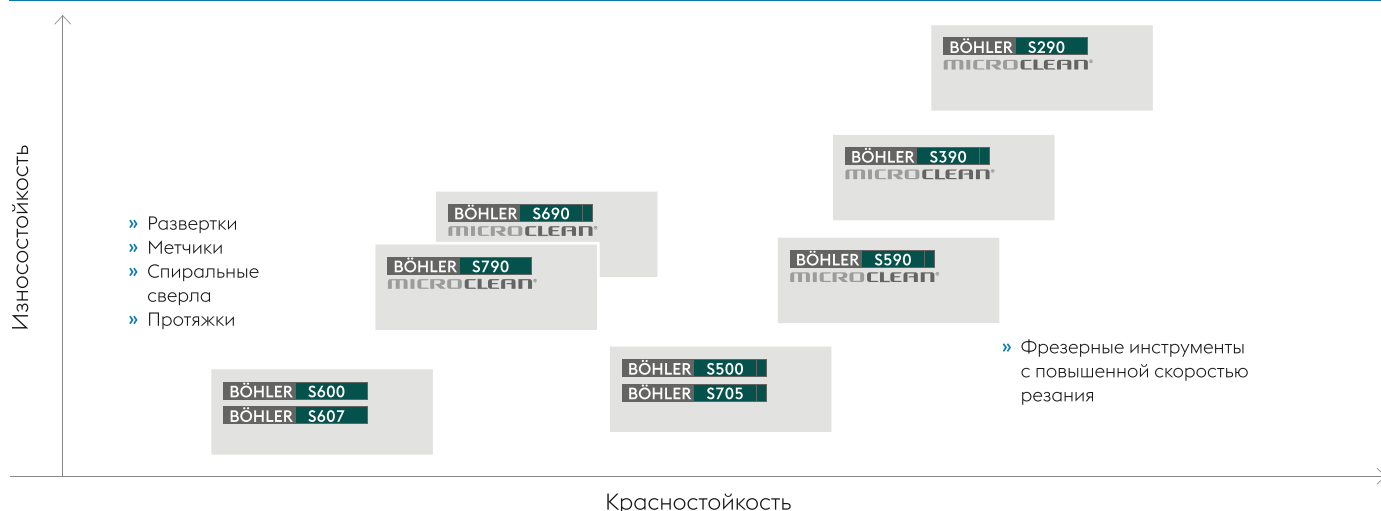 Износостойкость
BÖHLER S290
MICROCLEAN®
BÖHLER S390
MICROCLEAN®
BÖHLER S690
MICROCLEAN®
BÖHLER S790
MICROCLEAN®
BÖHLER S590
MICROCLEAN®
» Развертки
» Метчики
» Спиральные
сверла
» Протяжки
» Фрезерные инструменты
с повышенной скоростью
резания
BÖHLER S500
BÖHLER S705
BÖHLER S600
BÖHLER S607
Красностойкость